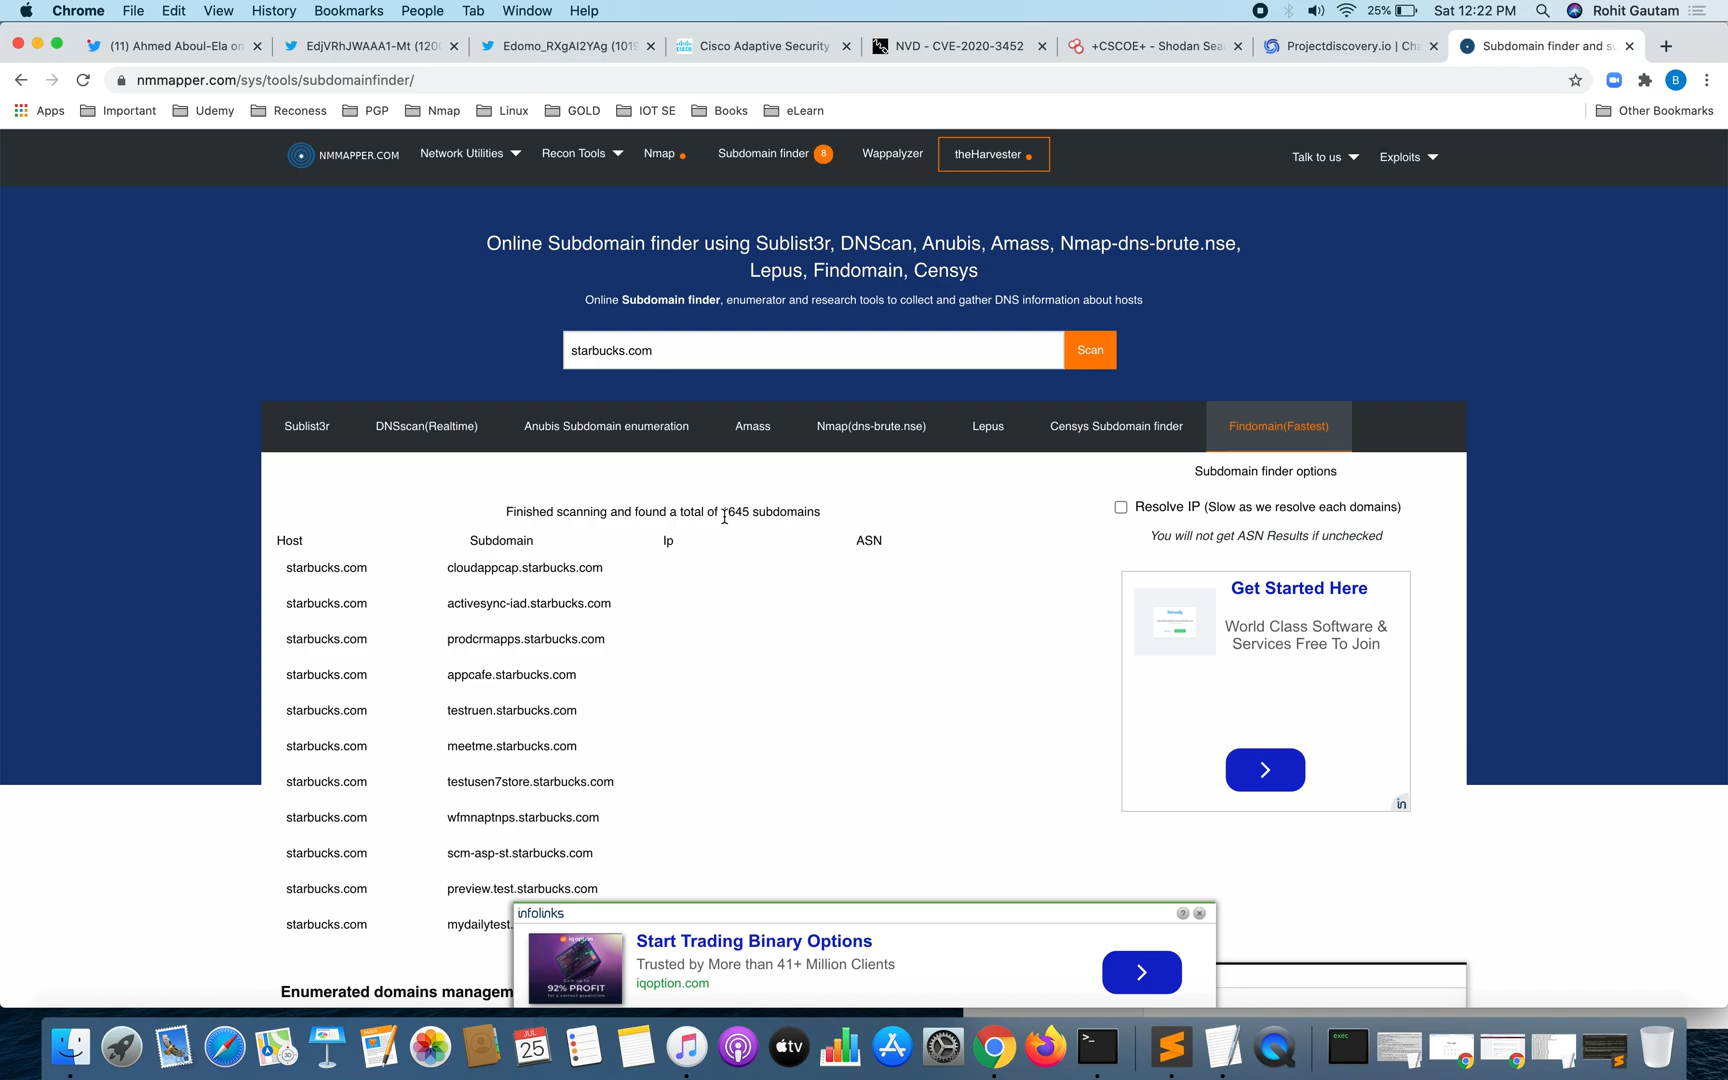 Chrome File Edit View History Bookmarks People Tab Window Help 25% Sat 12:22 PM Rohit Gautam
(11) Ahmed Aboul-Ela on EdjVRhJWAAA1-Mt (120 Edomo_RXgAI2YAg (101 Cisco Adaptive Security NVD - CVE-2020-3452 +CSCOE+ - Shodan Sea Projectdiscovery.io | Cha Subdomain finder and su
nmmapper.com/sys/tools/subdomainfinder/ B
Apps Important Udemy Reconess PGP Nmap Linux GOLD IOT SE Books eLearn Other Bookmarks
NMMAPPER.COM Network Utilities Recon Tools Nmap Subdomain finder 8 Wappalyzer theHarvester Talk to us Exploits
Online Subdomain finder using Sublist3r, DNScan, Anubis, Amass, Nmap-dns-brute.nse,
Lepus, Findomain, Censys
Online Subdomain finder, enumerator and research tools to collect and gather DNS information about hosts
starbucks.com Scan
Sublist3r DNSscan(Realtime) Anubis Subdomain enumeration Amass Nmap(dns-brute.nse) Lepus Censys Subdomain finder Findomain(Fastest)
Subdomain finder options
Resolve IP (Slow as we resolve each domains)
You will not get ASN Results if unchecked
Finished scanning and found a total of 645 subdomains
Host Subdomain Ip ASN
starbucks.com cloudappcap.starbucks.com
starbucks.com activesync-iad.starbucks.com
starbucks.com prodcrmapps.starbucks.com
starbucks.com appcafe.starbucks.com
starbucks.com testruen.starbucks.com
starbucks.com meetme.starbucks.com
starbucks.com testusen7store.starbucks.com
starbucks.com wfmnaptnps.starbucks.com
starbucks.com scm-asp-st.starbucks.com
starbucks.com preview.test.starbucks.com
starbucks.com mydailytest.
Get Started Here
World Class Software &
Services Free To Join
in
infolinks
Start Trading Binary Options
Trusted by More than 41+ Million Clients
iqoption.com
92% PROFIT
Enumerated domains managem
JUL
25
tv
exec